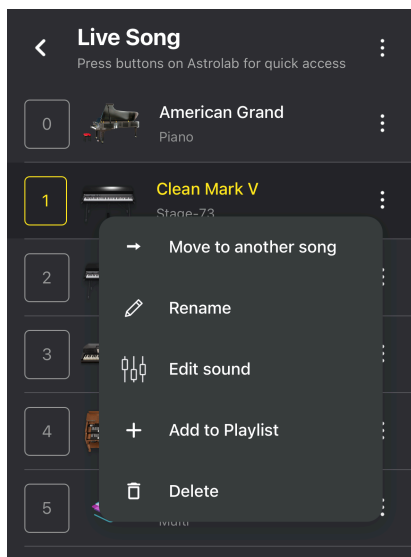 Live Song
Press buttons on Astrolab for quick access
0
American Grand
Piano
1
Clean Mark V
Stage-73
Move to another song
2
Rename
3
Edit sound
4
Add to Playlist
5
Delete
Multi